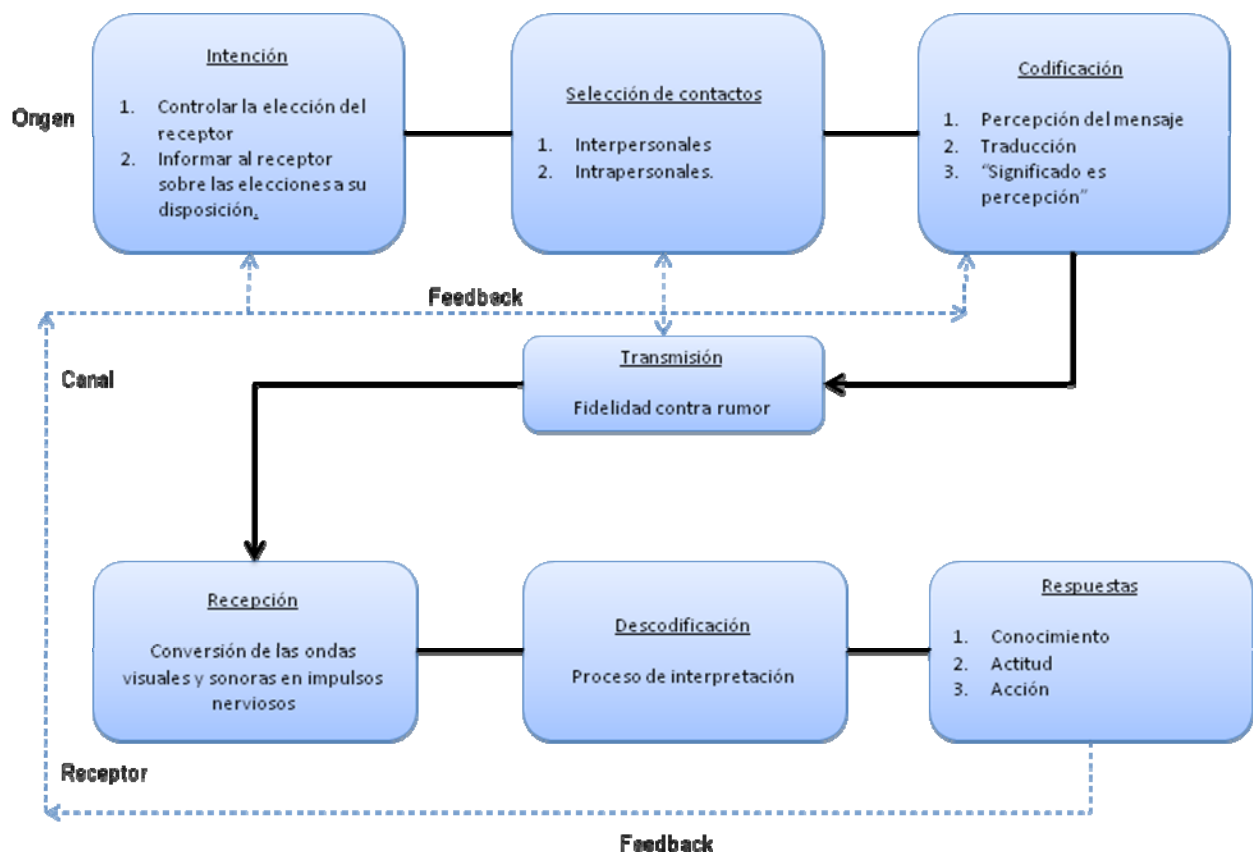 Intención
1. Controlar la elección del
receptor
2. Informar al receptor
sobre las elecciones a su
disposición.
Selección de contactos
1. Interpersonales
2. Intrapersonales.
Codificación
1. Percepción del mensaje
2. Traducción
3. “Significado es
percepción”
Origen
Feedback
Canal
Transmisión
Fidelidad contra rumor
Recepción
Conversión de las ondas
visuales y sonoras en impulsos
nerviosos
Descodificación
Proceso de interpretación
Respuestas
1. Conocimiento
2. Actitud
3. Acción
Receptor
Feedback